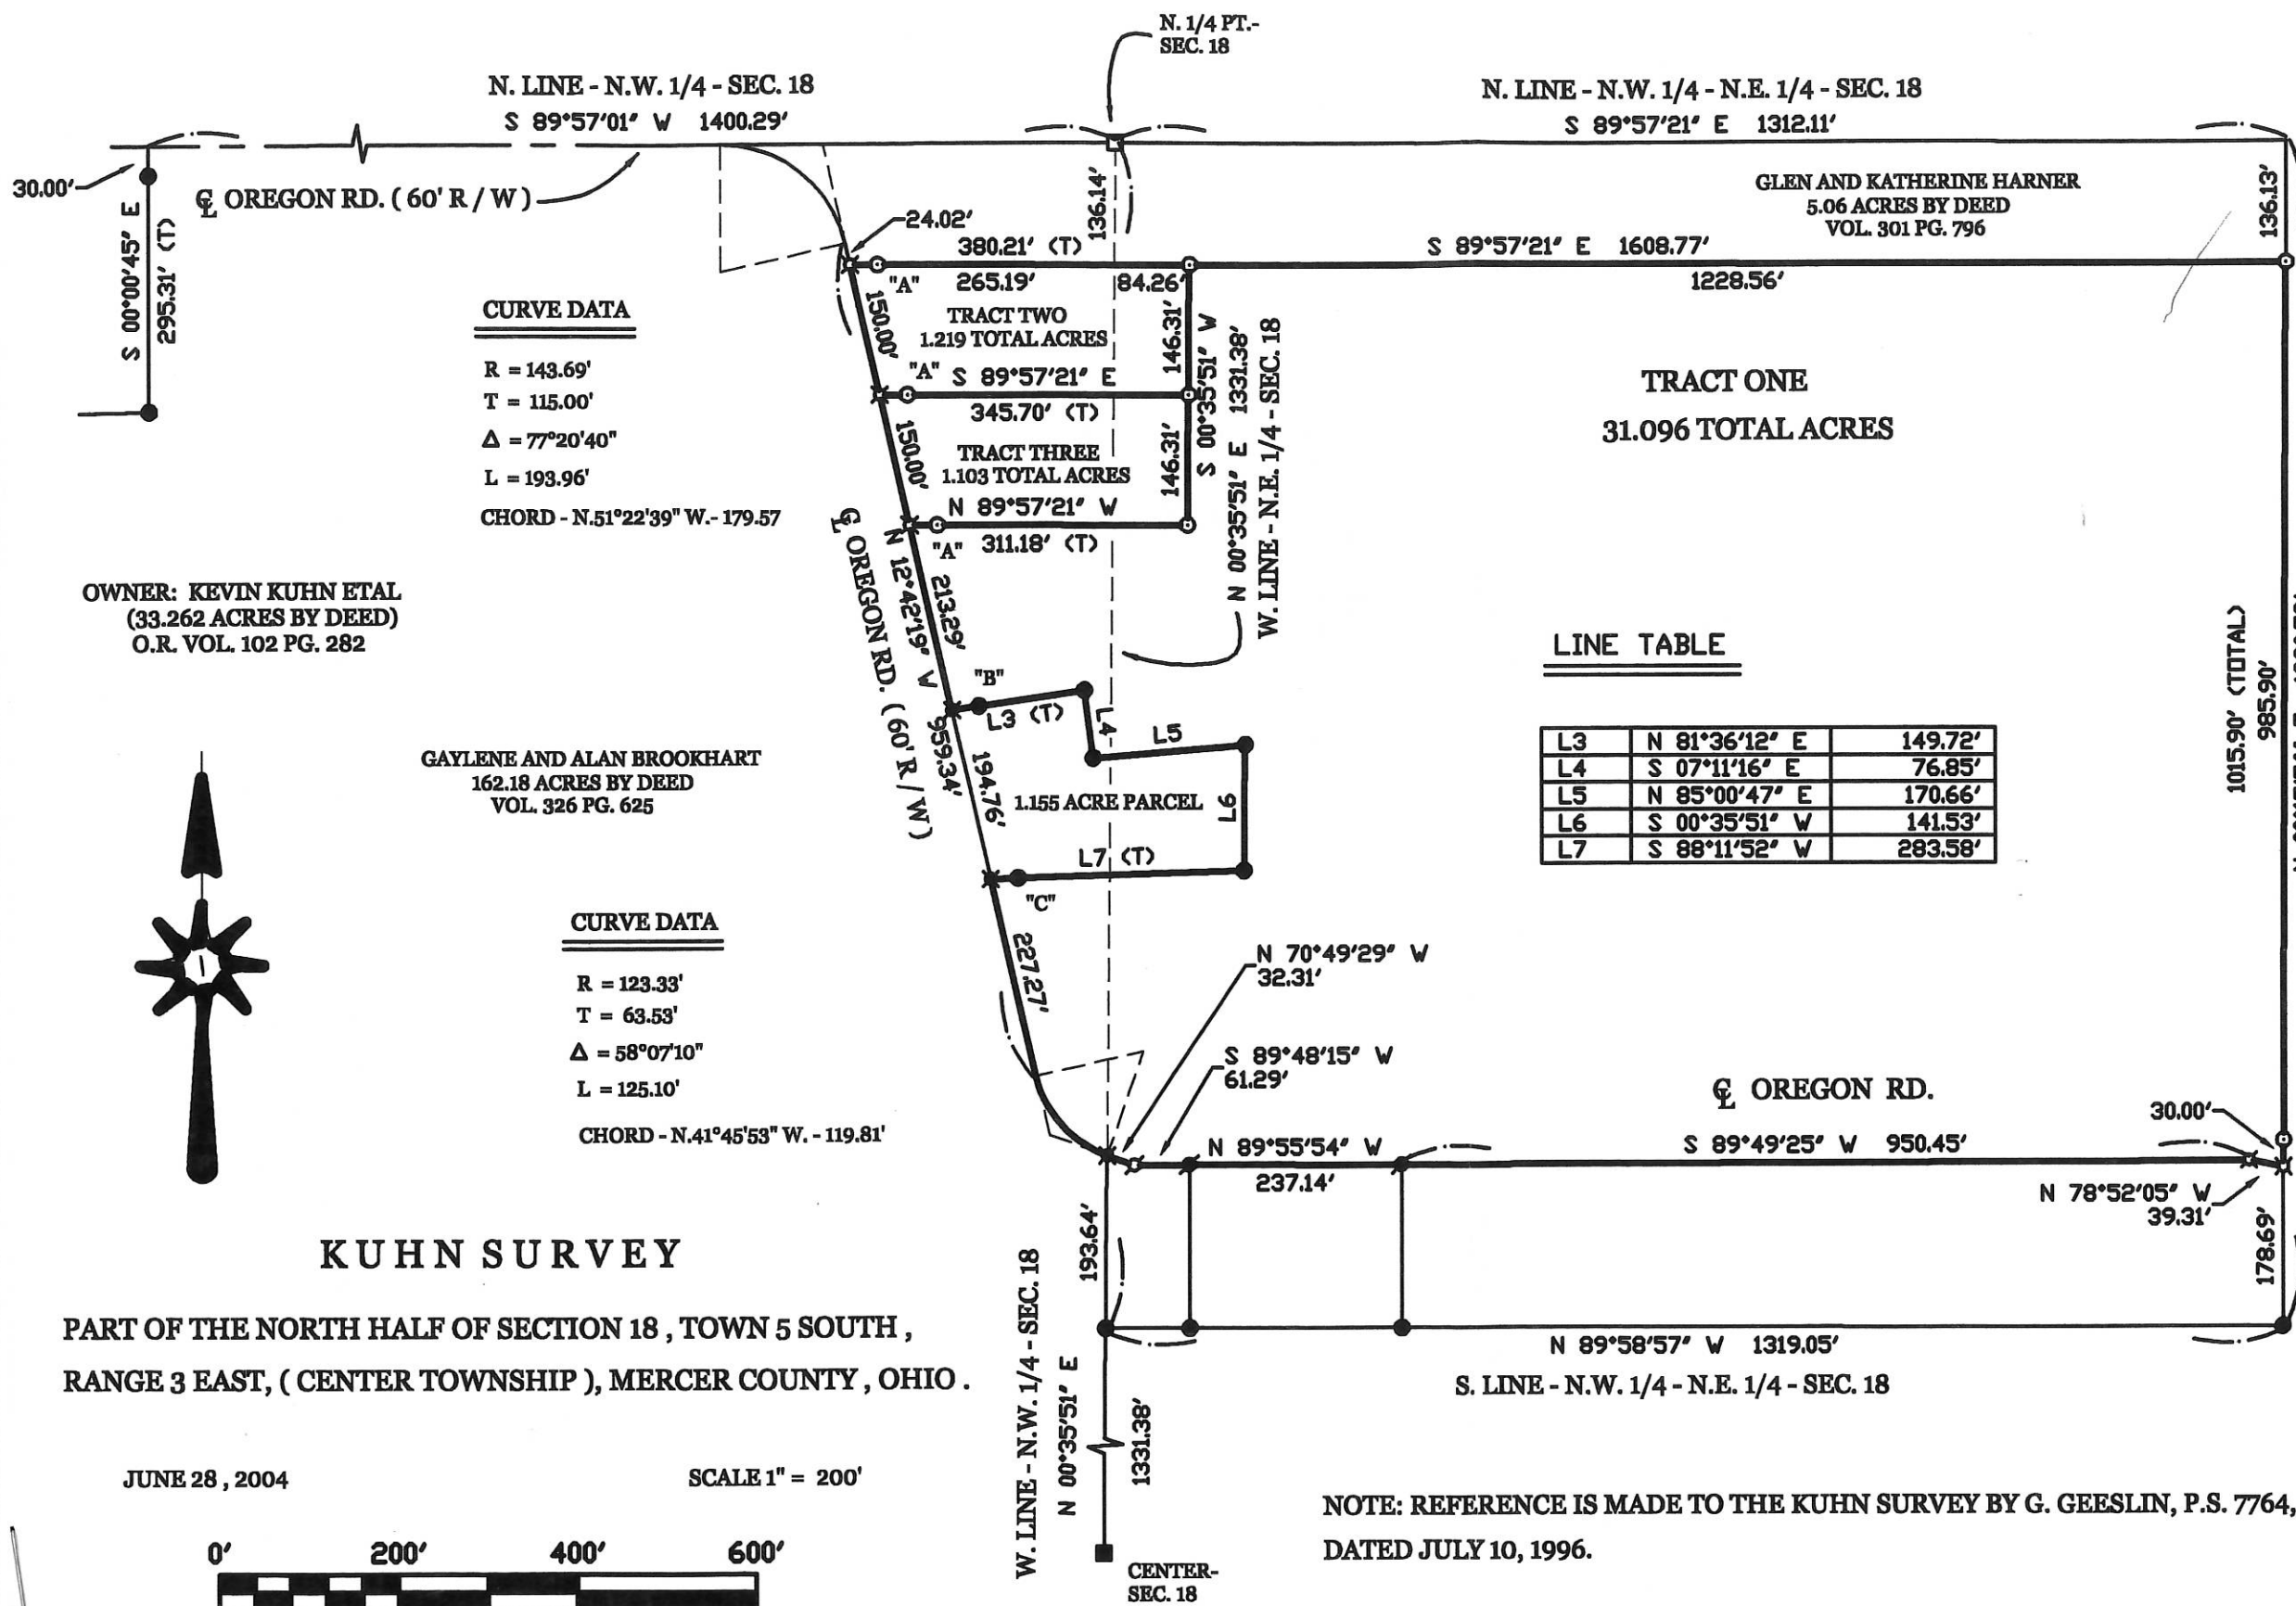 N. 1/4 PT.-
SEC. 18
N. LINE - N.W. 1/4 - SEC. 18
S 89°57'01" W 1400.29'
N. LINE - N.W. 1/4 - N.E. 1/4 - SEC. 18
S 89°57'21" E 1312.11'
30.00'
℄ OREGON RD. ( 60' R / W )
S 00°00'45" E
295.31' (T)
136.14'
GLEN AND KATHERINE HARNER
5.06 ACRES BY DEED
VOL. 301 PG. 796
136.13'
24.02'
380.21' (T)
S 89°57'21" E 1608.77'
"A" 265.19' 84.26'
1228.56'
CURVE DATA
R = 143.69'
T = 115.00'
Δ = 77°20'40"
L = 193.96'
CHORD - N.51°22'39" W.- 179.57
150.00'
TRACT TWO
1.219 TOTAL ACRES
146.31'
S 00°35'51" W
"A" S 89°57'21" E
345.70' (T)
150.00'
TRACT THREE
1.103 TOTAL ACRES
146.31'
N 89°57'21" W
"A" 311.18' (T)
N 00°35'51" E 1331.38'
W. LINE - N.E. 1/4 - SEC. 18
TRACT ONE
31.096 TOTAL ACRES
OWNER: KEVIN KUHN ETAL
(33.262 ACRES BY DEED)
O.R. VOL. 102 PG. 282
℄ OREGON RD. ( 60' R / W )
N 12°42'19" W 959.34'
213.29'
"B"
L3 (T)
L4
L5
194.76'
1.155 ACRE PARCEL
L6
L7 (T)
"C"
227.27'
LINE TABLE
L3 N 81°36'12" E 149.72'
L4 S 07°11'16" E 76.85'
L5 N 85°00'47" E 170.66'
L6 S 00°35'51" W 141.53'
L7 S 88°11'52" W 283.58'
1015.90' (TOTAL)
985.90'
GAYLENE AND ALAN BROOKHART
162.18 ACRES BY DEED
VOL. 326 PG. 625
CURVE DATA
R = 123.33'
T = 63.53'
Δ = 58°07'10"
L = 125.10'
CHORD - N.41°45'53" W. - 119.81'
N 70°49'29" W
32.31'
S 89°48'15" W
61.29'
℄ OREGON RD.
30.00'
N 89°55'54" W
237.14'
S 89°49'25" W 950.45'
N 78°52'05" W
39.31'
193.64'
178.69'
N 89°58'57" W 1319.05'
S. LINE - N.W. 1/4 - N.E. 1/4 - SEC. 18
W. LINE - N.W. 1/4 - SEC. 18
N 00°35'51" E
1331.38'
CENTER-
SEC. 18
KUHN SURVEY
PART OF THE NORTH HALF OF SECTION 18 , TOWN 5 SOUTH ,
RANGE 3 EAST, ( CENTER TOWNSHIP ), MERCER COUNTY , OHIO .
JUNE 28 , 2004
SCALE 1" = 200'
0' 200' 400' 600'
NOTE: REFERENCE IS MADE TO THE KUHN SURVEY BY G. GEESLIN, P.S. 7764,
DATED JULY 10, 1996.